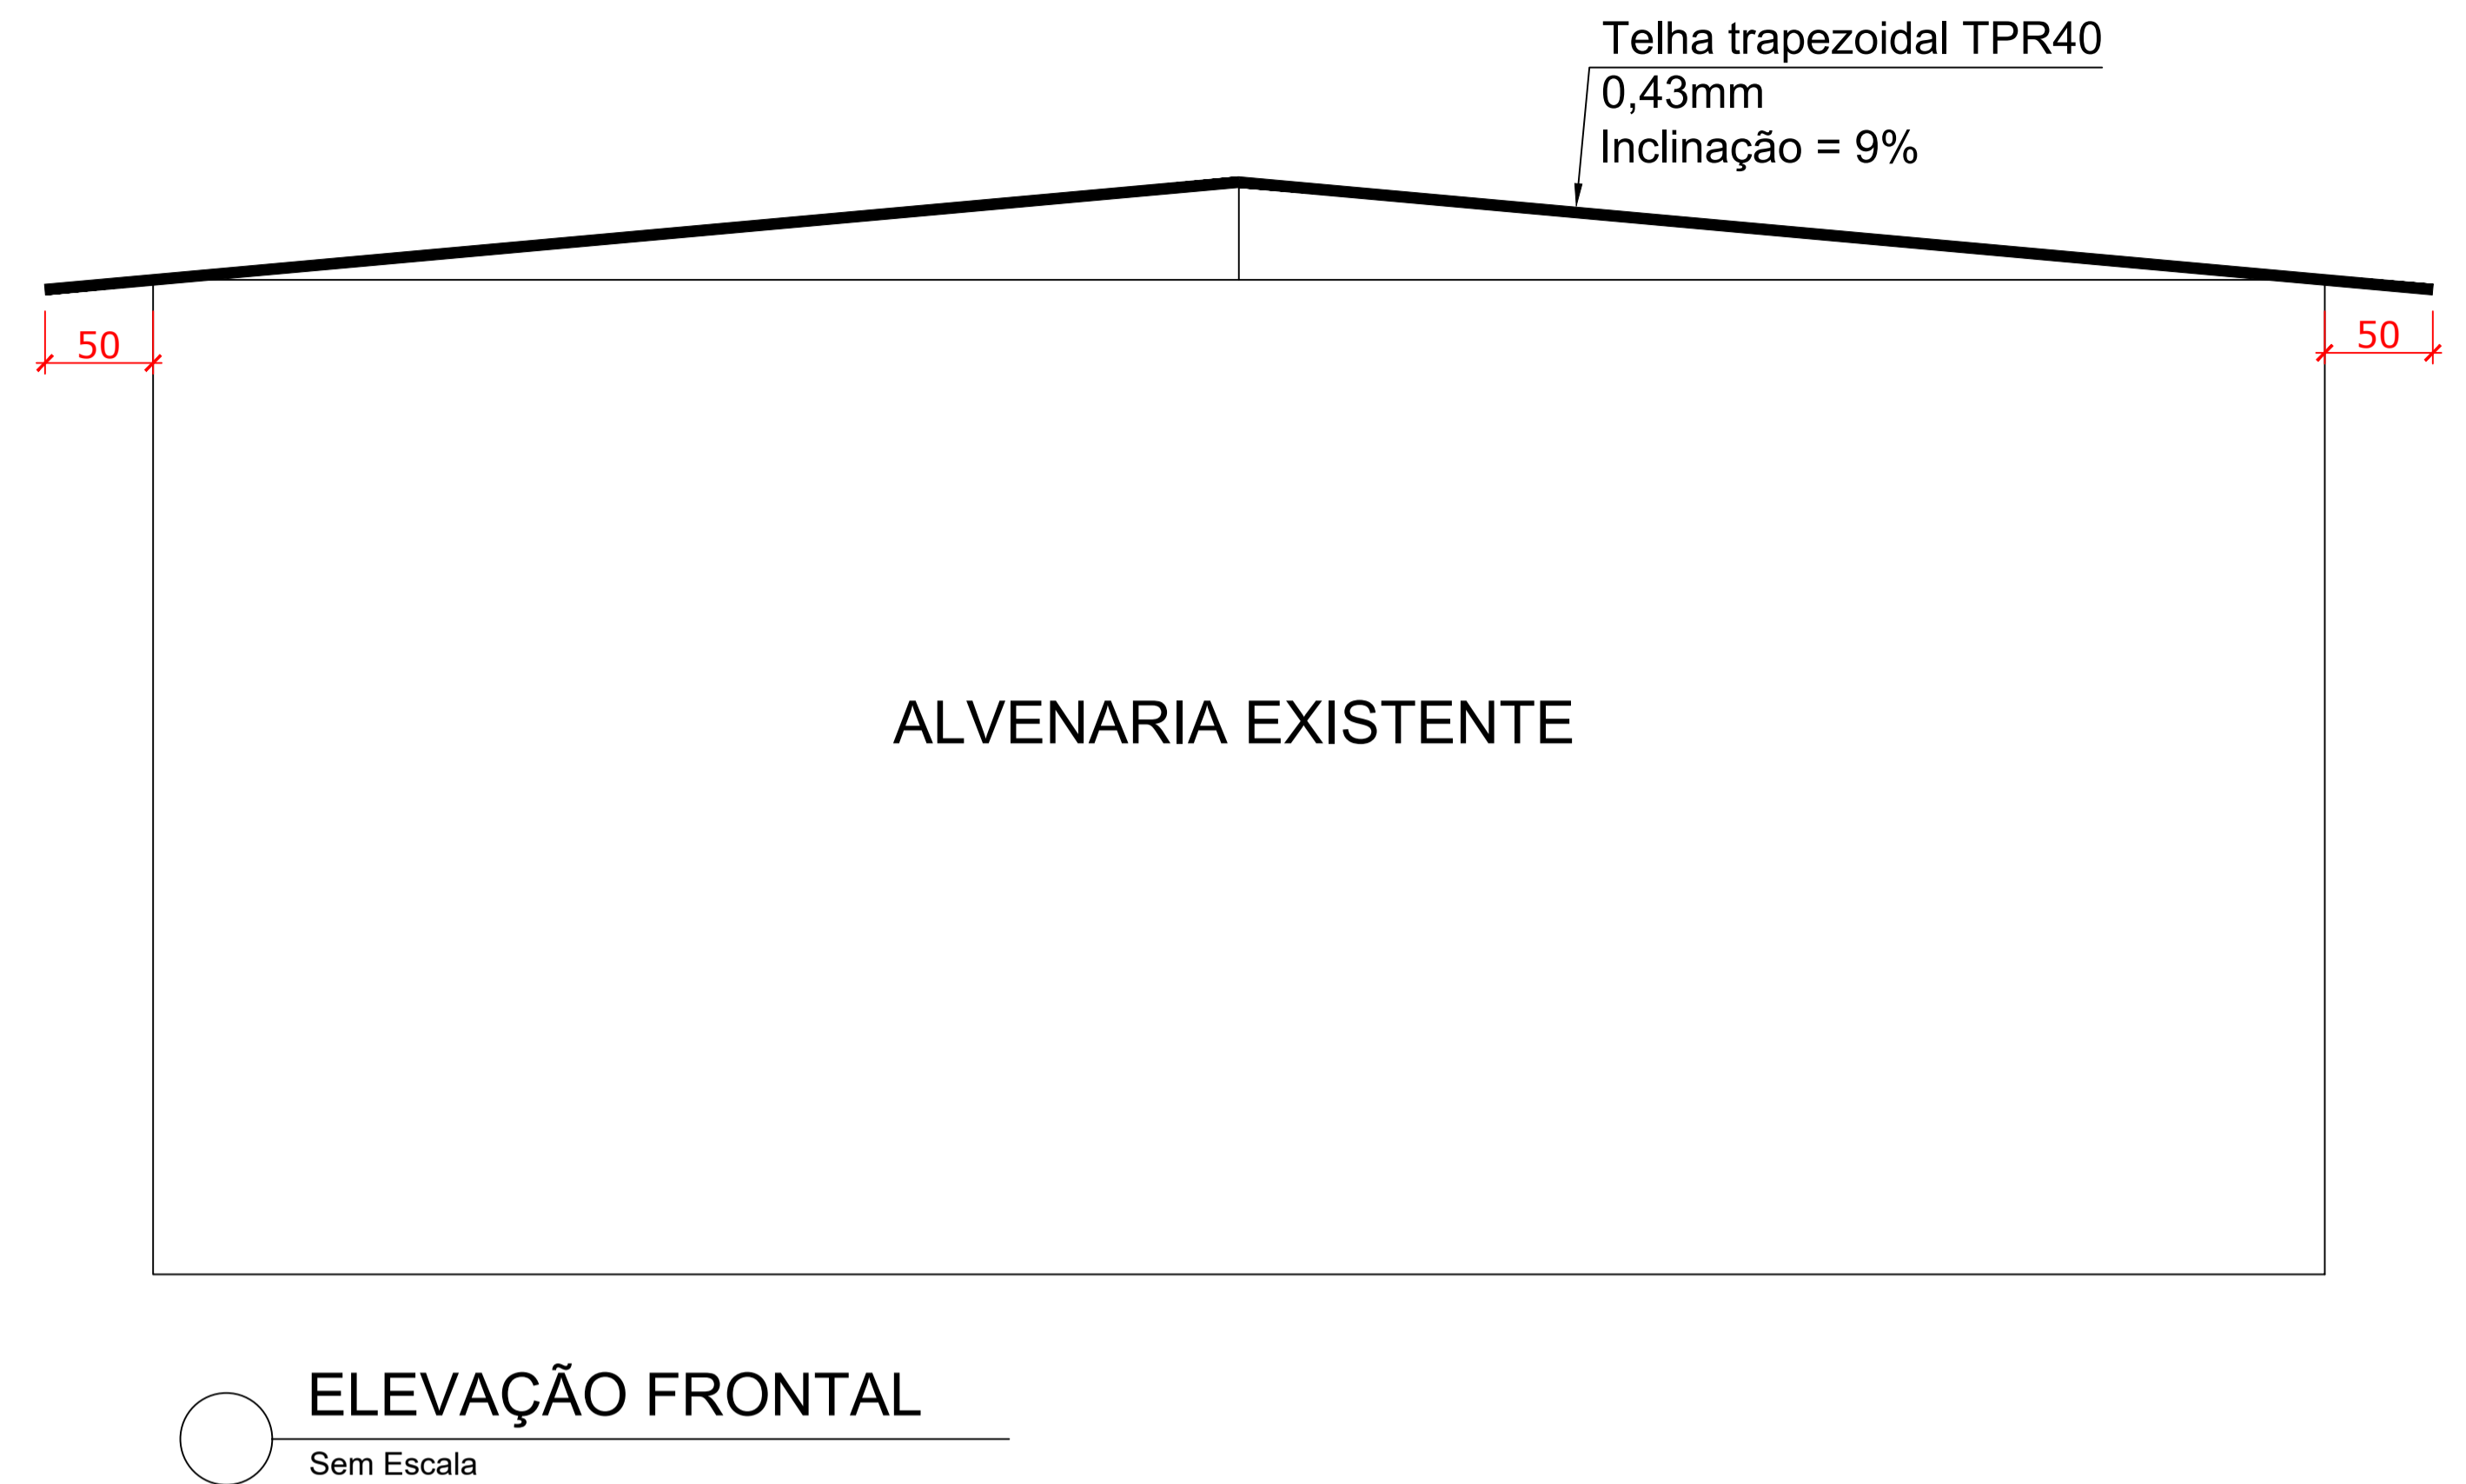 Telha trapezoidal TPR40
0,43mm
Inclinação = 9%
50
50
ALVENARIA EXISTENTE
ELEVAÇÃO FRONTAL
Sem Escala